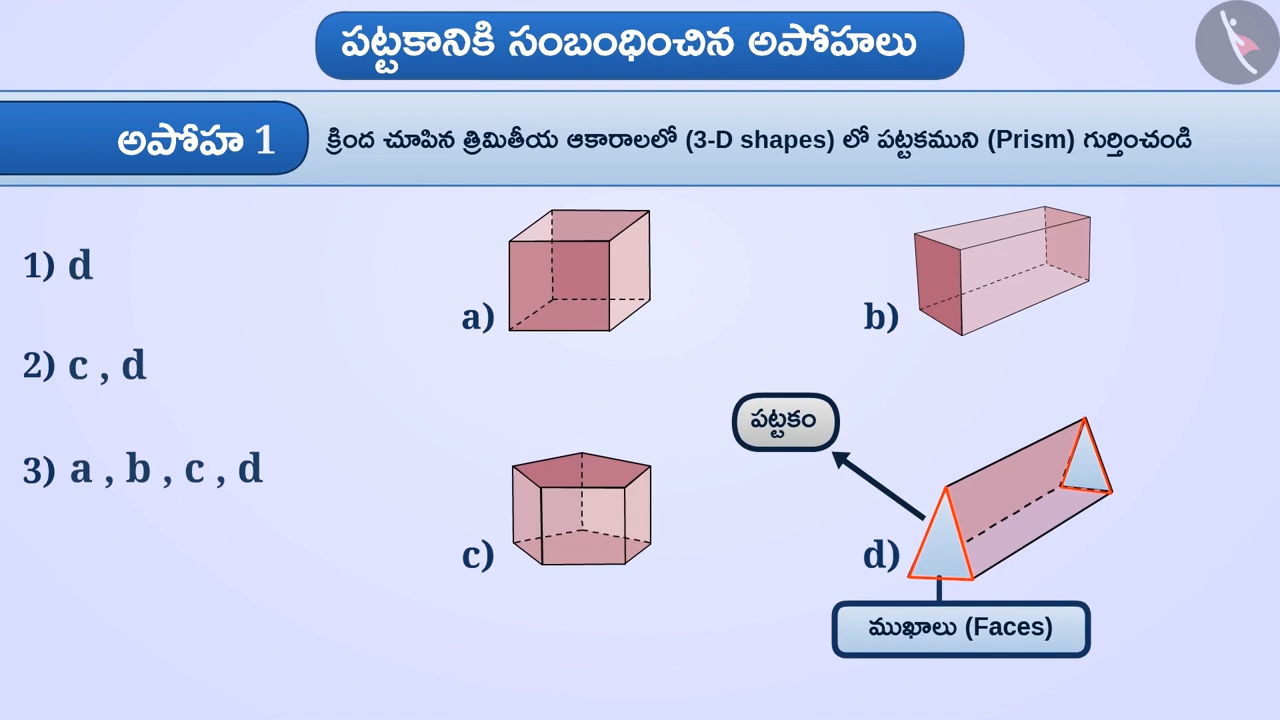 పట్టకానికి సంబంధించిన అపోహలు
అపోహ 1
క్రింద చూపిన త్రిమితీయ ఆకారాలలో (3-D shapes) లో పట్టకముని (Prism) గుర్తించండి
1) d
2) c , d
3) a , b , c , d
a)
b)
పట్టకం
c)
d)
ముఖాలు (Faces)